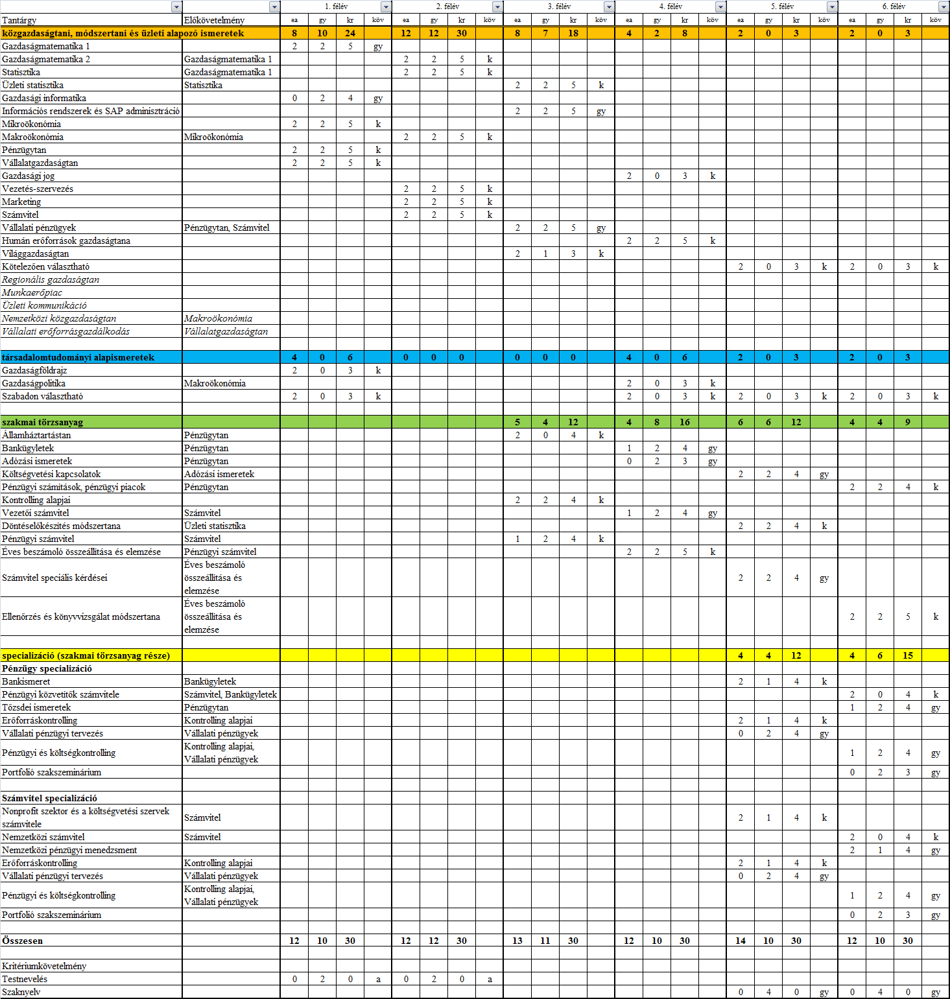 1. félév 2. félév 3. félév 4. félév 5. félév 6. félév
Tantárgy Előkövetelmény ea gy kr köv ea gy kr köv ea gy kr köv ea gy kr köv ea gy kr köv ea gy kr köv
közgazdaságtani, módszertani és üzleti alapozó ismeretek 8 10 24 12 12 30 8 7 18 4 2 8 2 0 3 2 0 3
Gazdaságmatematika 1 2 2 5 gy
Gazdaságmatematika 2 Gazdaságmatematika 1 2 2 5 k
Statisztika Gazdaságmatematika 1 2 2 5 k
Üzleti statisztika Statisztika 2 2 5 k
Gazdasági informatika 0 2 4 gy
Információs rendszerek és SAP adminisztráció 2 2 5 gy
Mikroökonómia 2 2 5 k
Makroökonómia Mikroökonómia 2 2 5 k
Pénzügytan 2 2 5 k
Vállalatgazdaságtan 2 2 5 k
Gazdasági jog 2 0 3 k
Vezetés-szervezés 2 2 5 k
Marketing 2 2 5 k
Számvitel 2 2 5 k
Vállalati pénzügyek Pénzügytan, Számvitel 2 2 5 gy
Humán erőforrások gazdaságtana 2 2 5 k
Világgazdaságtan 2 1 3 k
Kötelezően választható 2 0 3 k 2 0 3 k
Regionális gazdaságtan
Munkaerőpiac
Üzleti kommunikáció
Nemzetközi közgazdaságtan Makroökonómia
Vállalati erőforrásgazdálkodás Vállalatgazdaságtan
társadalomtudományi alapismeretek 4 0 6 0 0 0 0 0 0 4 0 6 2 0 3 2 0 3
Gazdaságföldrajz 2 0 3 k
Gazdaságpolitika Makroökonómia 2 0 3 k
Szabadon választható 2 0 3 k 2 0 3 k 2 0 3 k 2 0 3 k
szakmai törzsanyag 5 4 12 4 8 16 6 6 12 4 4 9
Államháztartástan Pénzügytan 2 0 4 k
Bankügyletek Pénzügytan 1 2 4 gy
Adózási ismeretek Pénzügytan 0 2 3 gy
Költségvetési kapcsolatok Adózási ismeretek 2 2 4 gy
Pénzügyi számítások, pénzügyi piacok Pénzügytan 2 2 4 k
Kontrolling alapjai 2 2 4 k
Vezetői számvitel Számvitel 1 2 4 gy
Döntéselőkészítés módszertana Üzleti statisztika 2 2 4 k
Pénzügyi számvitel Számvitel 1 2 4 k
Éves beszámoló összeállítása és elemzése Pénzügyi számvitel 2 2 5 k
Éves beszámoló
Számvitel speciális kérdései összeállítása és 2 2 4 gy
elemzése
Éves beszámoló
Ellenőrzés és könyvvizsgálat módszertana összeállítása és 2 2 5 k
elemzése
specializáció (szakmai törzsanyag része) 4 4 12 4 6 15
Pénzügy specializáció
Bankismeret Bankügyletek 2 1 4 k
Pénzügyi közvetítők számvitele Számvitel, Bankügyletek 2 0 4 k
Tőzsdei ismeretek Pénzügytan 1 2 4 gy
Erőforráskontrolling Kontrolling alapjai 2 1 4 k
Vállalati pénzügyi tervezés Vállalati pénzügyek 0 2 4 gy
Kontrolling alapjai,
Pénzügyi és költségkontrolling 1 2 4 gy
Vállalati pénzügyek
Portfolió szakszeminárium 0 2 3 gy
Számvitel specializáció
Nonprofit szektor és a költségvetési szervek
számvitele Számvitel 2 1 4 k
Nemzetközi számvitel Számvitel 2 0 4 k
Nemzetközi pénzügyi menedzsment 2 1 4 gy
Erőforráskontrolling Kontrolling alapjai 2 1 4 k
Vállalati pénzügyi tervezés Vállalati pénzügyek 0 2 4 gy
Kontrolling alapjai,
Pénzügyi és költségkontrolling 1 2 4 gy
Vállalati pénzügyek
Portfolió szakszeminárium 0 2 3 gy
Összesen 12 10 30 12 12 30 13 11 30 12 10 30 14 10 30 12 10 30
Kritériumkövetelmény
Testnevelés 0 2 0 a 0 2 0 a
Szaknyelv 0 4 0 gy 0 4 0 gy